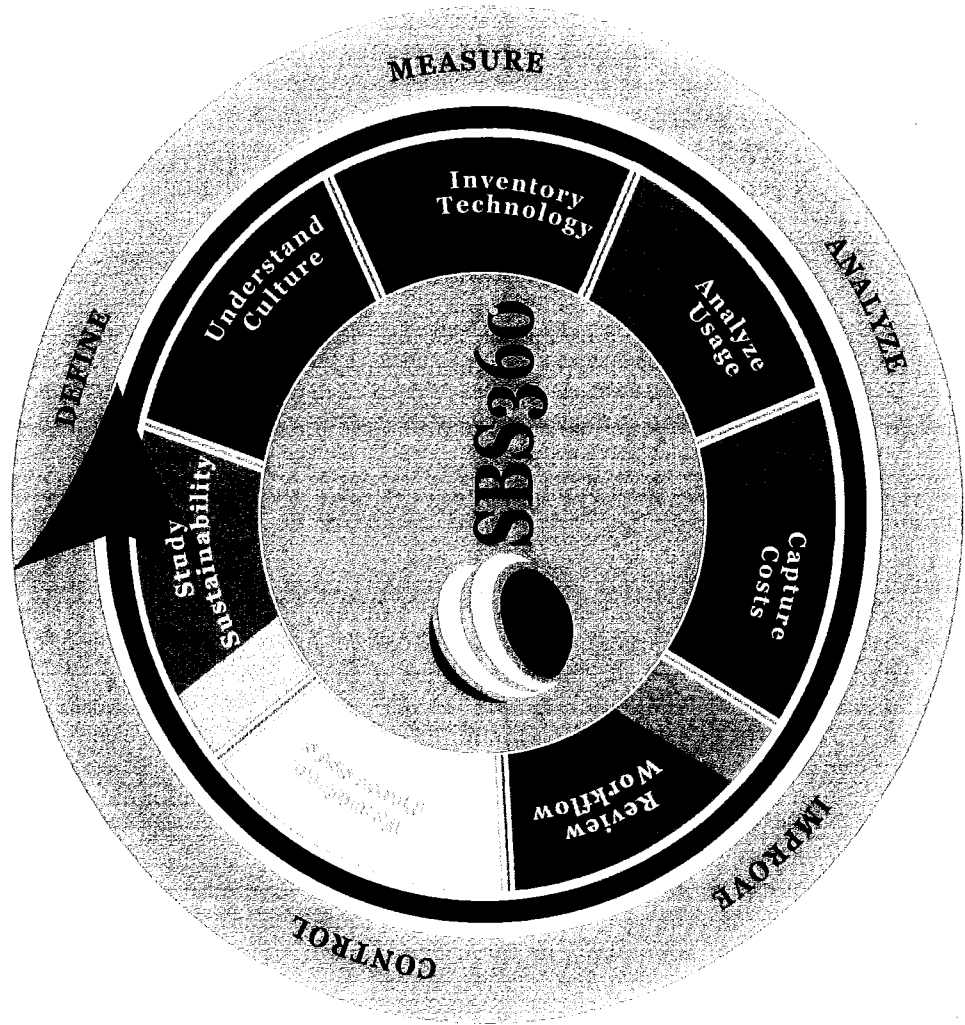 MEASURE
ANALYZE
IMPROVE
CONTROL
DEFINE
Inventory
Technology
Analyze
Usage
Capture
Costs
Review
Workflow
Study
Sustainability
Understand
Culture
SBS360